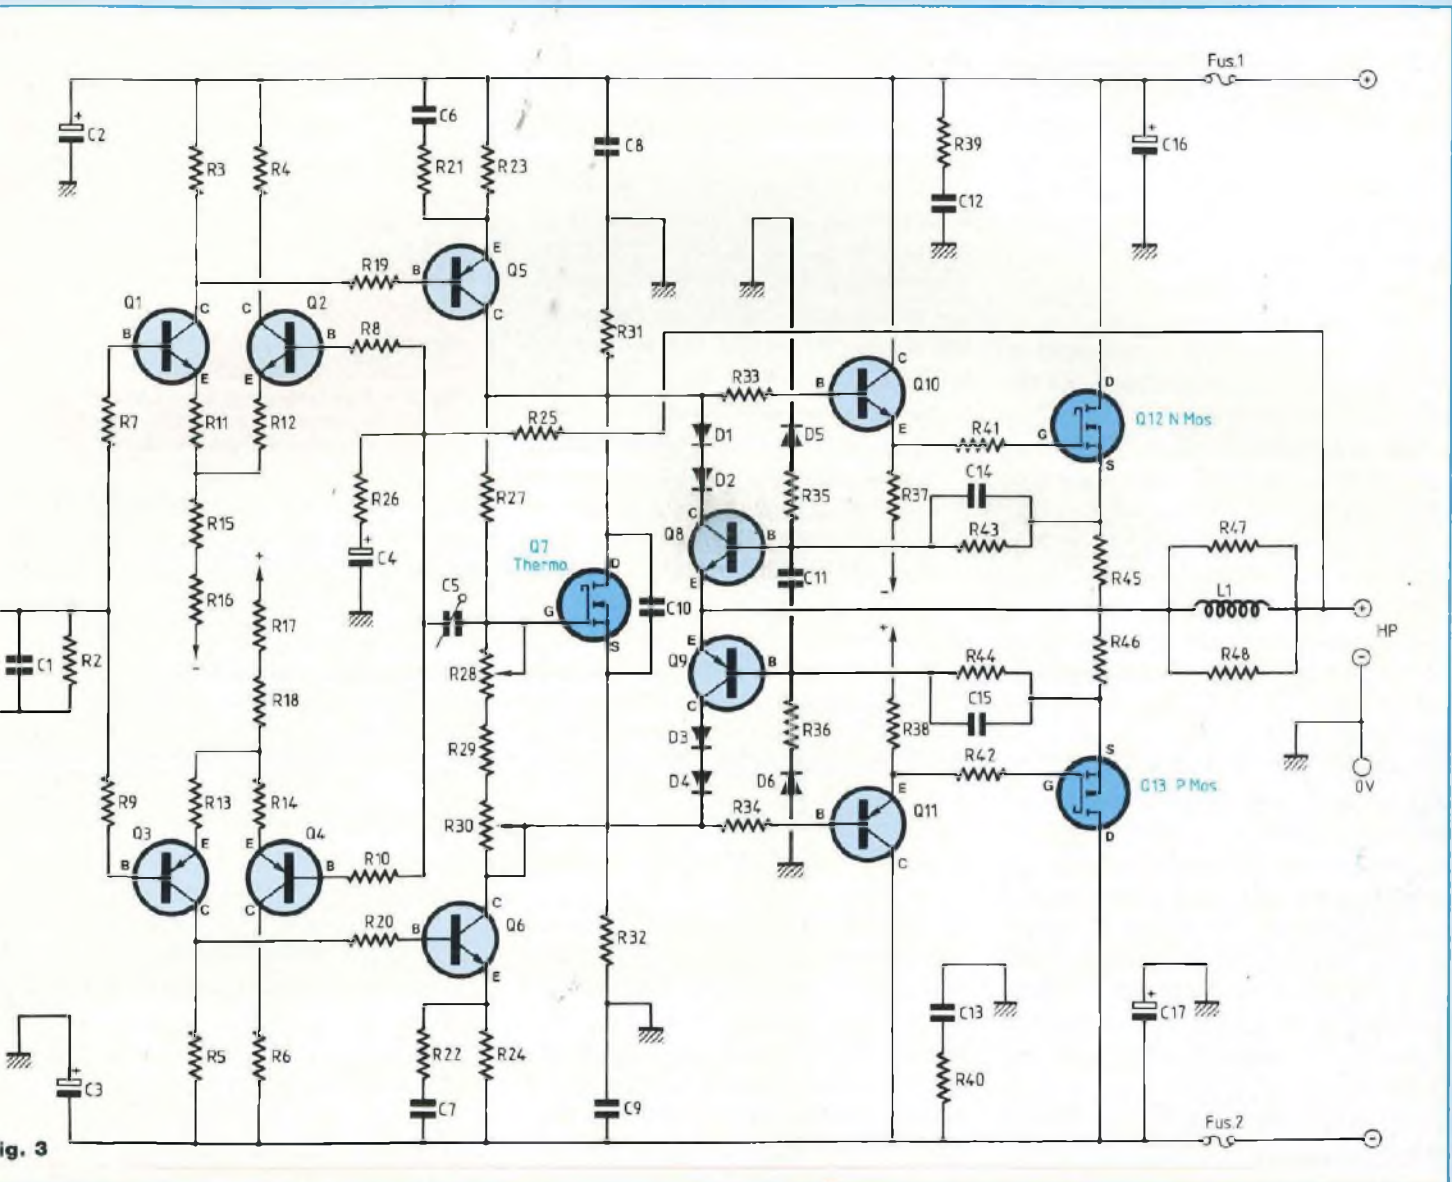 Fus.1
+
C2
+
R3
R4
C6
R21
R23
C8
R39
C12
+
C16
E
Q5
B
C
R19
Q1
C
B
E
C
Q2
B
E
R8
R31
R7
R11
R12
R25
R33
B
C
Q10
E
D
Q12 N Mos
G
S
R41
D1
D5
D2
R26
R27
R35
R37
C14
R43
R15
C
Q8
B
E
Q7
Thermo.
D
G
S
C11
R47
R45
+
C4
R16
-
+
R17
C5
C10
L1
+
HP
-
0V
C1
R2
R18
R28
E
Q9
B
C
-
+
R44
C15
R46
R48
R29
D3
R36
R38
R42
S
G
Q13 P Mos
D
R9
R13
R14
D4
D6
R30
R34
B
E
Q11
C
Q3
B
E
C
E
Q4
B
C
R10
R20
B
C
Q6
E
R32
+
C3
R5
R6
R22
R24
C7
C9
C13
R40
+
C17
Fus.2
-
ig. 3